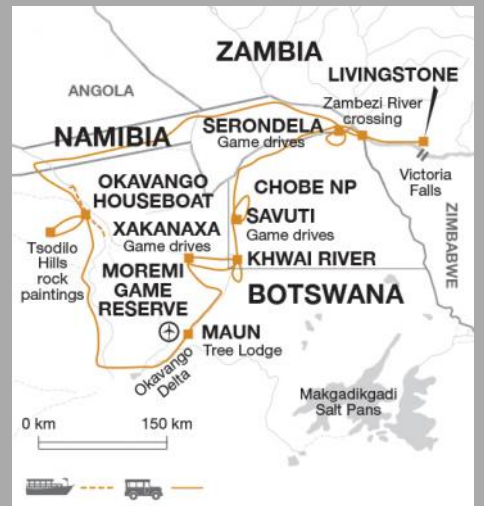 ZAMBIA
LIVINGSTONE
ANGOLA
Zambezi River
crossing
SERONDELA
Game drives
NAMIBIA
Victoria
Falls
OKAVANGO
HOUSEBOAT
CHOBE NP
XAKANAXA
Game drives
SAVUTI
Game drives
ZIMBABWE
Tsodilo
Hills
rock
paintings
MOREMI
GAME
RESERVE
KHWAI RIVER
BOTSWANA
MAUN
Tree Lodge
Okavango
Delta
Makgadikgadi
Salt Pans
0 km
150 km